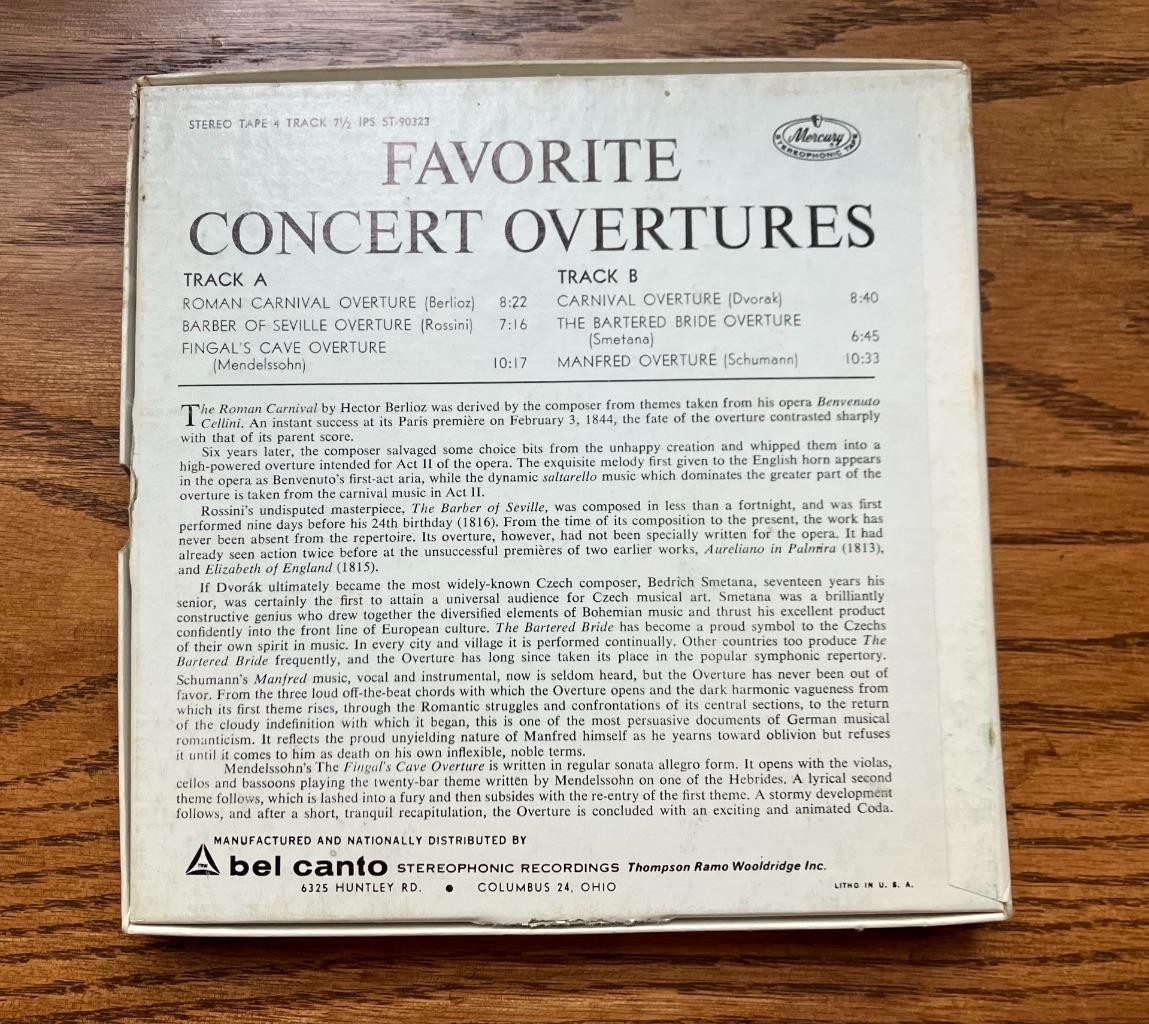 STEREO TAPE 4 TRACK 7½ IPS ST-90323
Mercury
STEREOPHONIC TAPE
FAVORITE
CONCERT OVERTURES
TRACK A
ROMAN CARNIVAL OVERTURE (Berlioz) 8:22
BARBER OF SEVILLE OVERTURE (Rossini) 7:16
FINGAL'S CAVE OVERTURE
(Mendelssohn) 10:17
TRACK B
CARNIVAL OVERTURE (Dvorak) 8:40
THE BARTERED BRIDE OVERTURE
(Smetana) 6:45
MANFRED OVERTURE (Schumann) 10:33
The Roman Carnival by Hector Berlioz was derived by the composer from themes taken from his opera Benvenuto
Cellini. An instant success at its Paris première on February 3, 1844, the fate of the overture contrasted sharply
with that of its parent score.
Six years later, the composer salvaged some choice bits from the unhappy creation and whipped them into a
high-powered overture intended for Act II of the opera. The exquisite melody first given to the English horn appears
in the opera as Benvenuto's first-act aria, while the dynamic saltarello music which dominates the greater part of the
overture is taken from the carnival music in Act II.
Rossini's undisputed masterpiece, The Barber of Seville, was composed in less than a fortnight, and was first
performed nine days before his 24th birthday (1816). From the time of its composition to the present, the work has
never been absent from the repertoire. Its overture, however, had not been specially written for the opera. It had
already seen action twice before at the unsuccessful premières of two earlier works, Aureliano in Palmira (1813),
and Elizabeth of England (1815).
If Dvorák ultimately became the most widely-known Czech composer, Bedrich Smetana, seventeen years his
senior, was certainly the first to attain a universal audience for Czech musical art. Smetana was a brilliantly
constructive genius who drew together the diversified elements of Bohemian music and thrust his excellent product
confidently into the front line of European culture. The Bartered Bride has become a proud symbol to the Czechs
of their own spirit in music. In every city and village it is performed continually. Other countries too produce The
Bartered Bride frequently, and the Overture has long since taken its place in the popular symphonic repertory.
Schumann's Manfred music, vocal and instrumental, now is seldom heard, but the Overture has never been out of
favor. From the three loud off-the-beat chords with which the Overture opens and the dark harmonic vagueness from
which its first theme rises, through the Romantic struggles and confrontations of its central sections, to the return
of the cloudy indefinition with which it began, this is one of the most persuasive documents of German musical
romanticism. It reflects the proud unyielding nature of Manfred himself as he yearns toward oblivion but refuses
it until it comes to him as death on his own inflexible, noble terms.
Mendelssohn's The Fingal's Cave Overture is written in regular sonata allegro form. It opens with the violas,
cellos and bassoons playing the twenty-bar theme written by Mendelssohn on one of the Hebrides. A lyrical second
theme follows, which is lashed into a fury and then subsides with the re-entry of the first theme. A stormy development
follows, and after a short, tranquil recapitulation, the Overture is concluded with an exciting and animated Coda.
MANUFACTURED AND NATIONALLY DISTRIBUTED BY
TRW bel canto STEREOPHONIC RECORDINGS Thompson Ramo Wooldridge Inc.
6325 HUNTLEY RD. • COLUMBUS 24, OHIO
LITHO IN U. S. A.